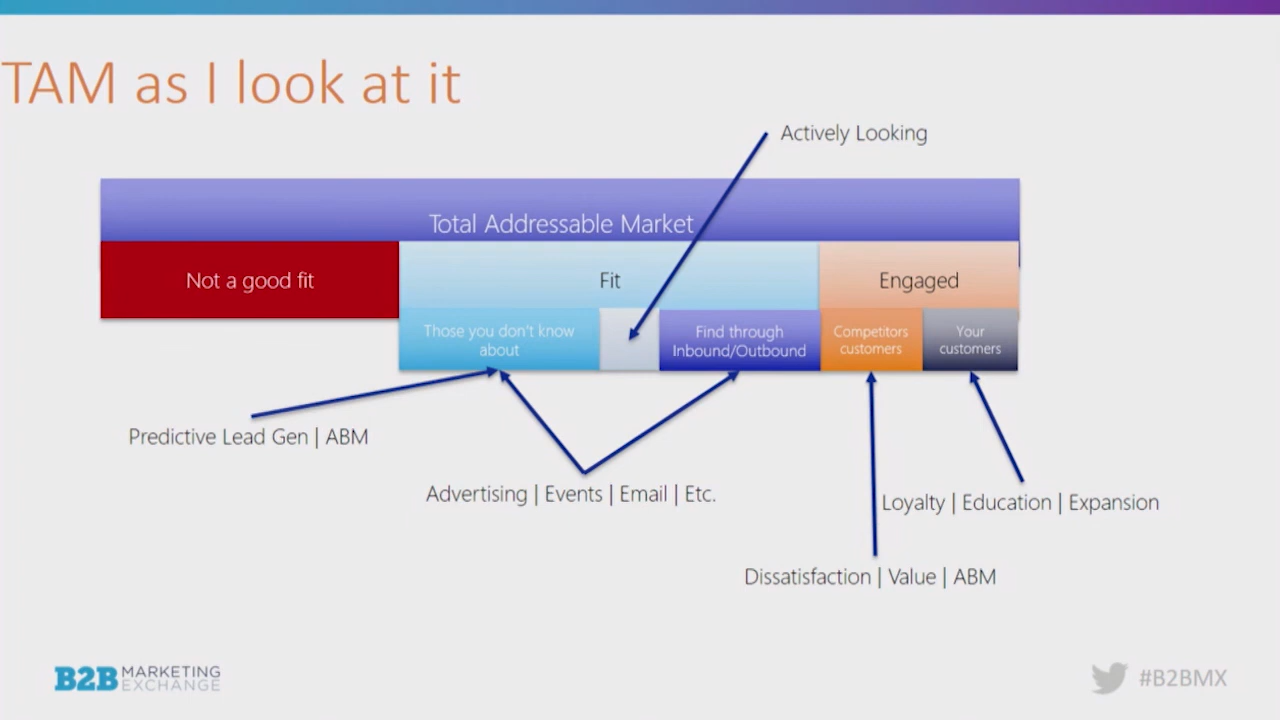 TAM as I look at it
Actively Looking
Total Addressable Market
Not a good fit
Fit
Engaged
Those you don't know
about
Find through
Inbound/Outbound
Competitors
customers
Your
customers
Predictive Lead Gen | ABM
Advertising | Events | Email | Etc.
Loyalty | Education | Expansion
Dissatisfaction | Value | ABM
B2B MARKETING
EXCHANGE
#B2BMX